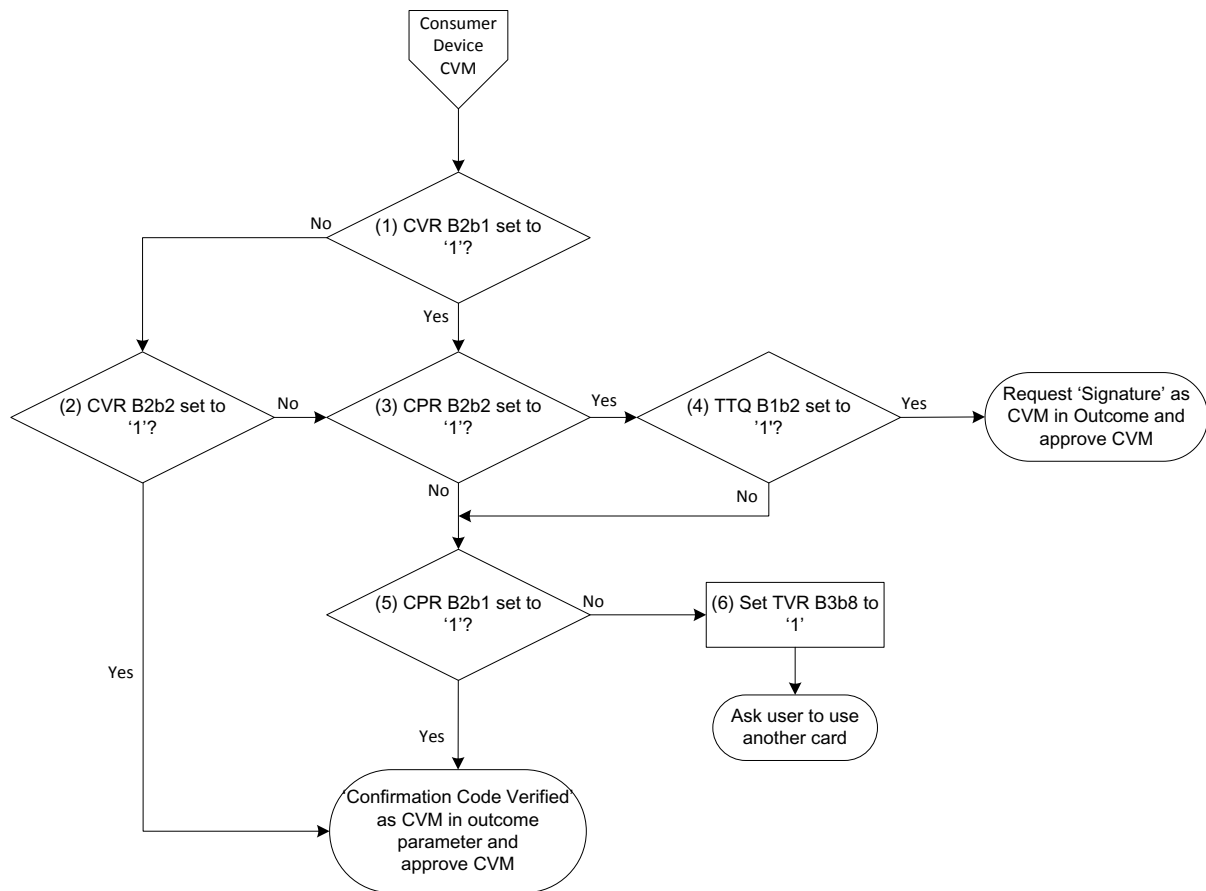 Consumer
Device
CVM
(1) CVR B2b1 set to
‘1’?
No
Yes
(2) CVR B2b2 set to
‘1’?
No
(3) CPR B2b2 set to
‘1’?
Yes
(4) TTQ B1b2 set to
‘1'?
Yes
Request ‘Signature’ as
CVM in Outcome and
approve CVM
No
No
(5) CPR B2b1 set to
‘1’?
No
(6) Set TVR B3b8 to
‘1’
Yes
Yes
Ask user to use
another card
‘Confirmation Code Verified’
as CVM in outcome
parameter and
approve CVM